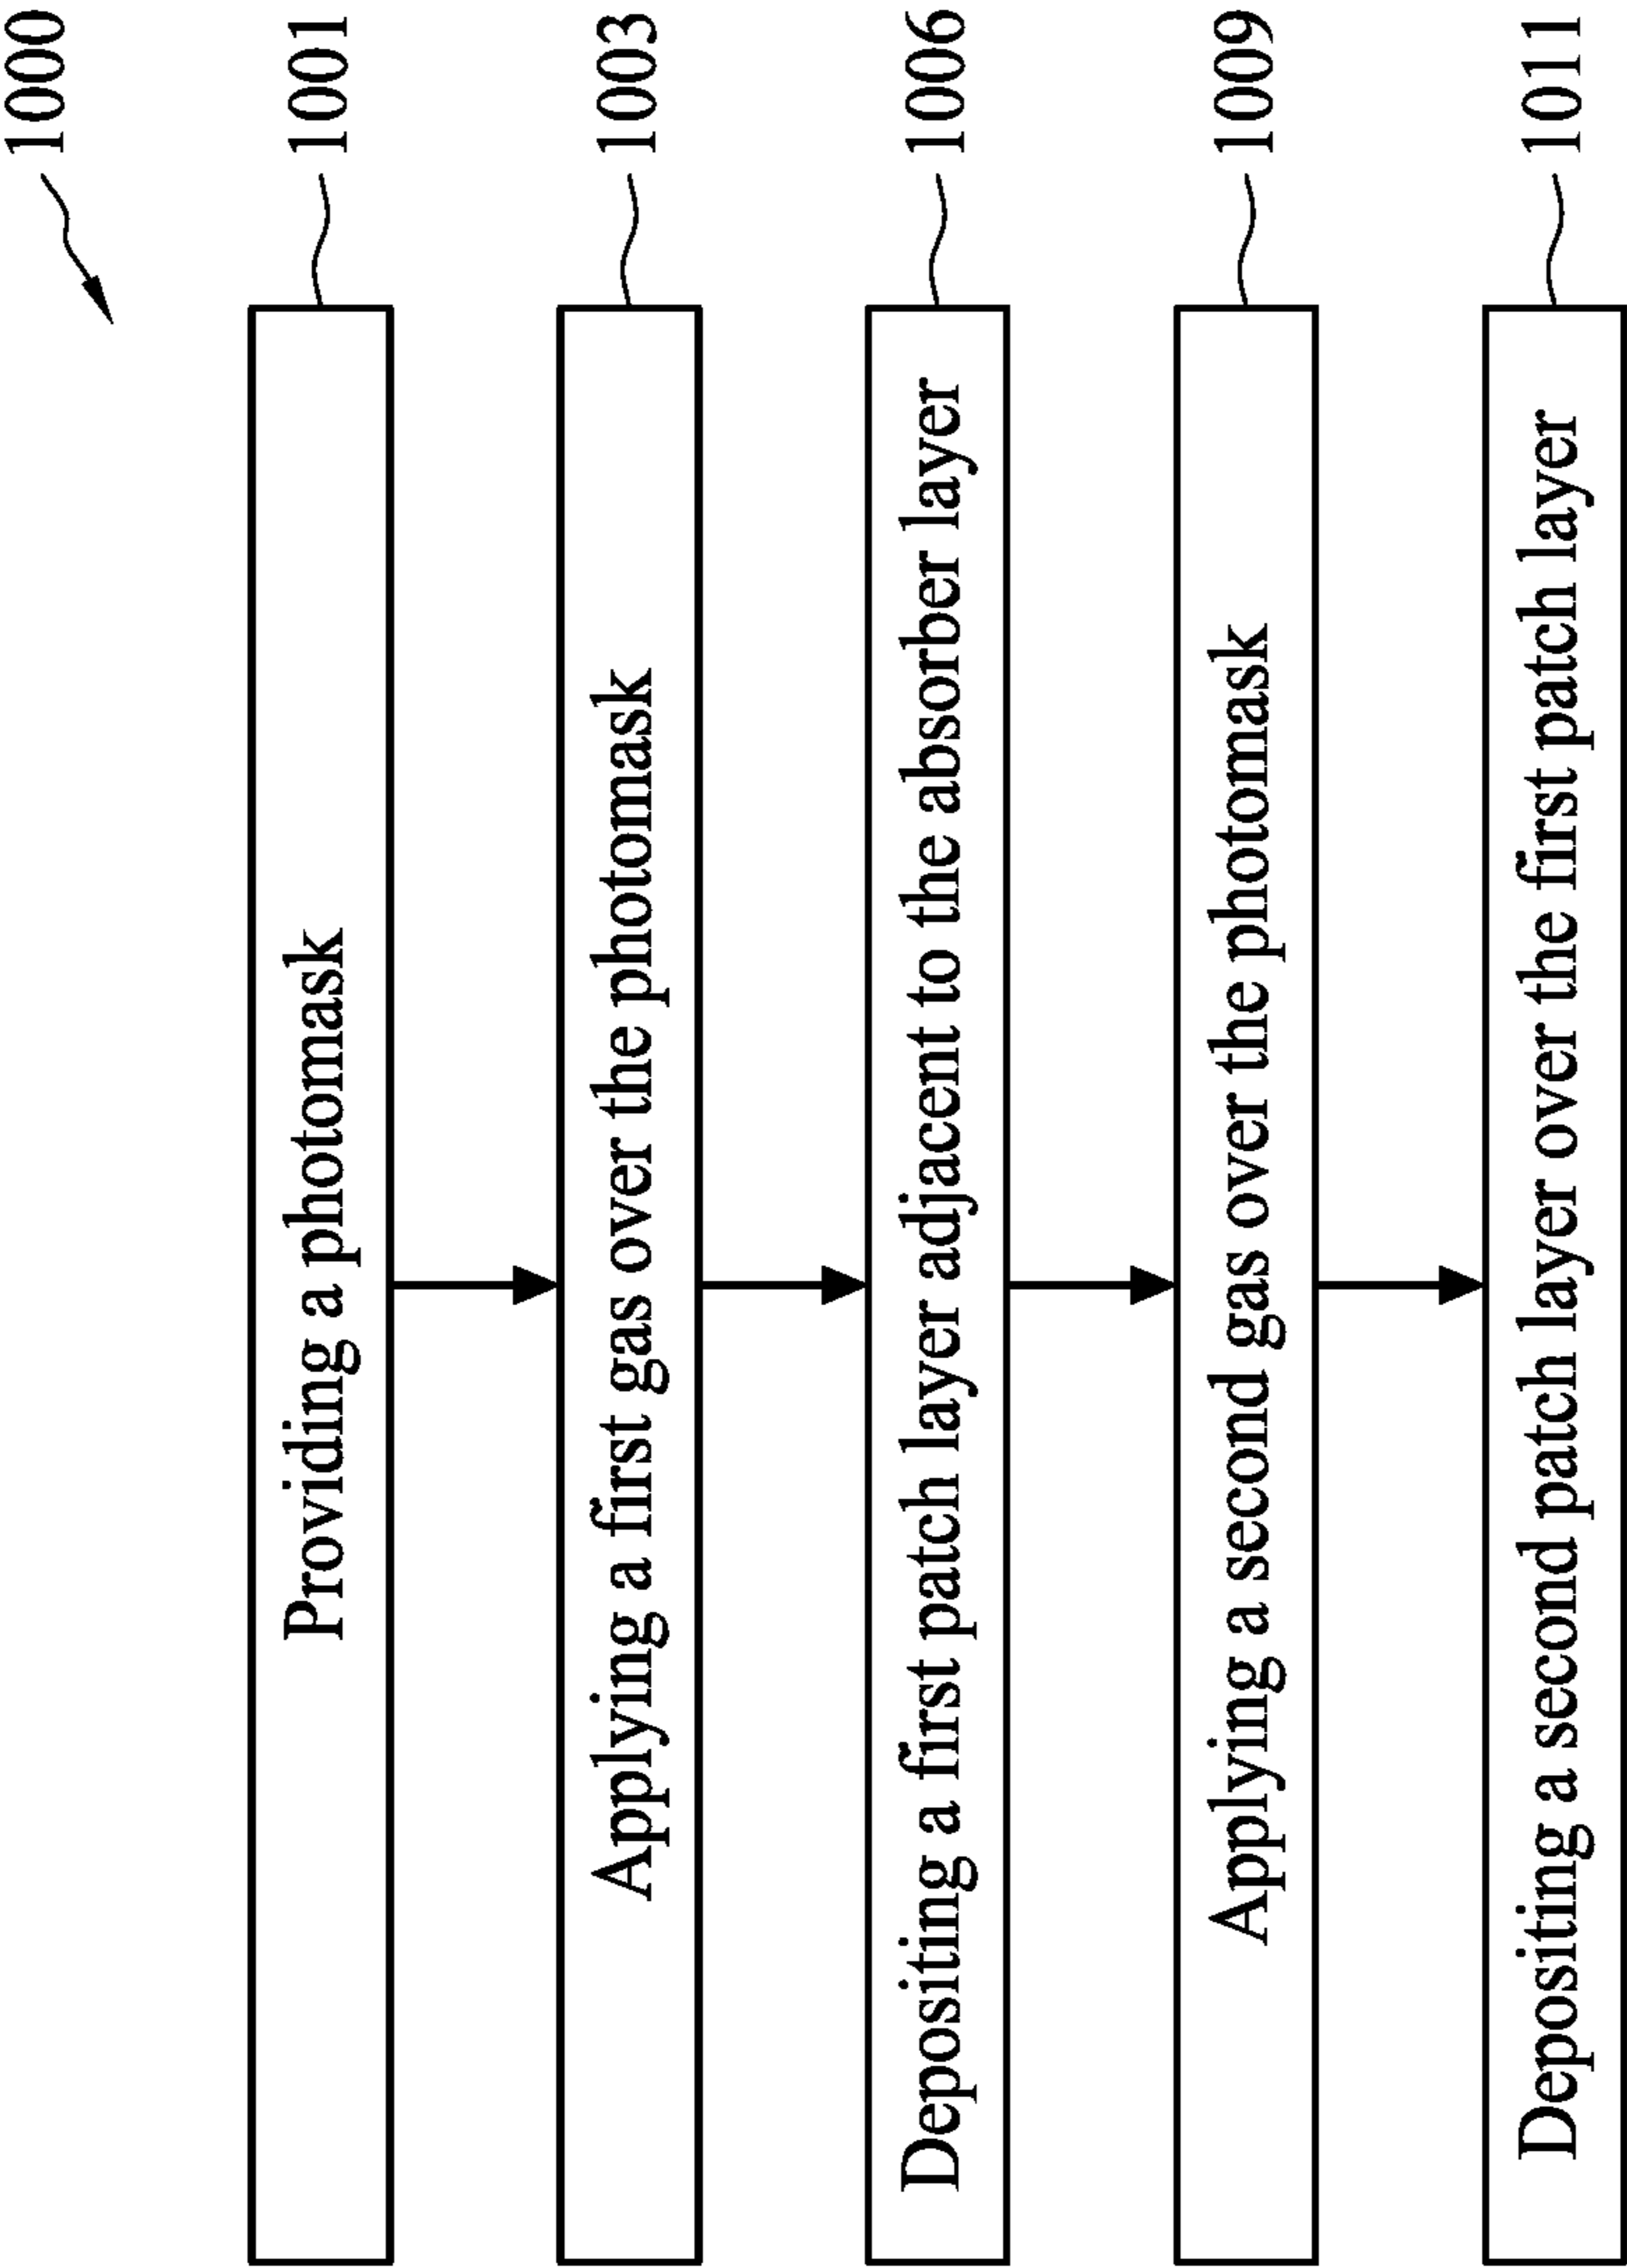 1000
Providing a photomask 1001
Applying a first gas over the photomask 1003
Depositing a first patch layer adjacent to the absorber layer 1006
Applying a second gas over the photomask 1009
Depositing a second patch layer over the first patch layer 1011